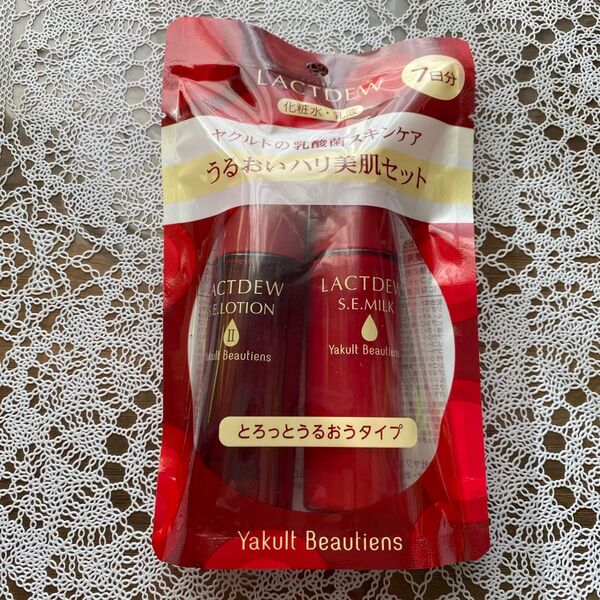 LACTDEW
7日分
化粧水・乳液
ヤクルトの乳酸菌スキンケア
うるおいハリ美肌セット
LACTDEW
S.E.LOTION
II
Yakult Beautiens
LACTDEW
S.E.MILK
Yakult Beautiens
とろっとうるおうタイプ
Yakult Beautiens